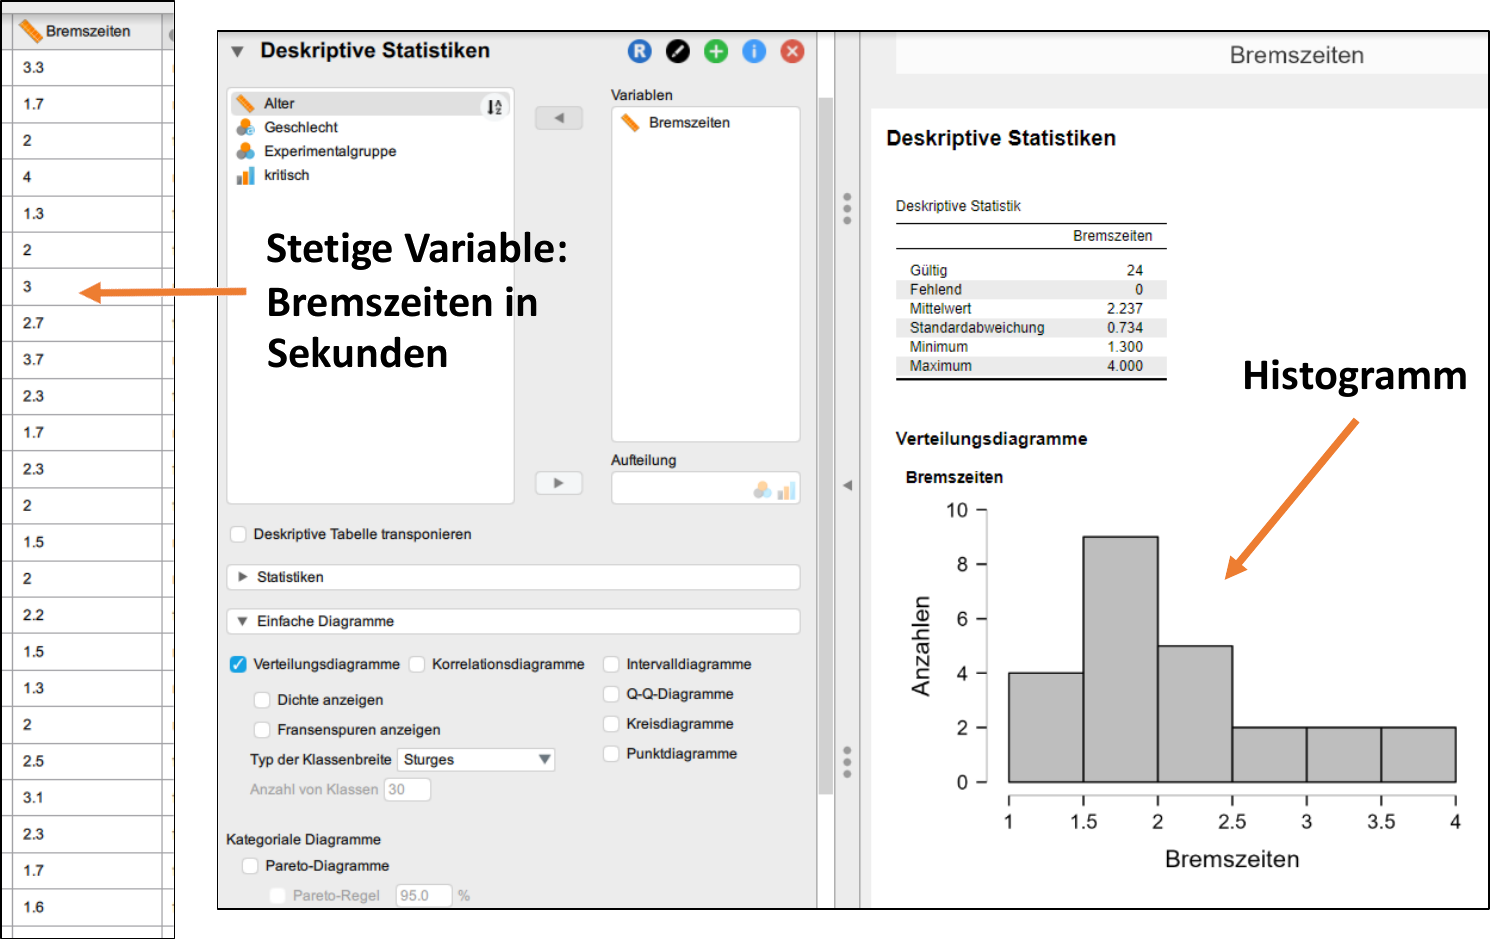 Bremszeiten
3.3
1.7
2
4
1.3
2
3
2.7
3.7
2.3
1.7
2.3
2
1.5
2
2.2
1.5
1.3
2
2.5
3.1
2.3
1.7
1.6
Deskriptive Statistiken
R
i
Alter
Geschlecht
Experimentalgruppe
kritisch
Stetige Variable:
Bremszeiten in
Sekunden
Variablen
Bremszeiten
Aufteilung
Deskriptive Tabelle transponieren
Statistiken
Einfache Diagramme
Verteilungsdiagramme Korrelationsdiagramme Intervalldiagramme
Dichte anzeigen Q-Q-Diagramme
Fransenspuren anzeigen Kreisdiagramme
Typ der Klassenbreite Sturges Punktdiagramme
Anzahl von Klassen 30
Kategoriale Diagramme
Pareto-Diagramme
Pareto-Regel 95.0 %
Bremszeiten
Deskriptive Statistiken
Deskriptive Statistik
Bremszeiten
Gültig 24
Fehlend 0
Mittelwert 2.237
Standardabweichung 0.734
Minimum 1.300
Maximum 4.000
Histogramm
Verteilungsdiagramme
Bremszeiten
10
8
6
4
2
0
Anzahlen
1 1.5 2 2.5 3 3.5 4
Bremszeiten